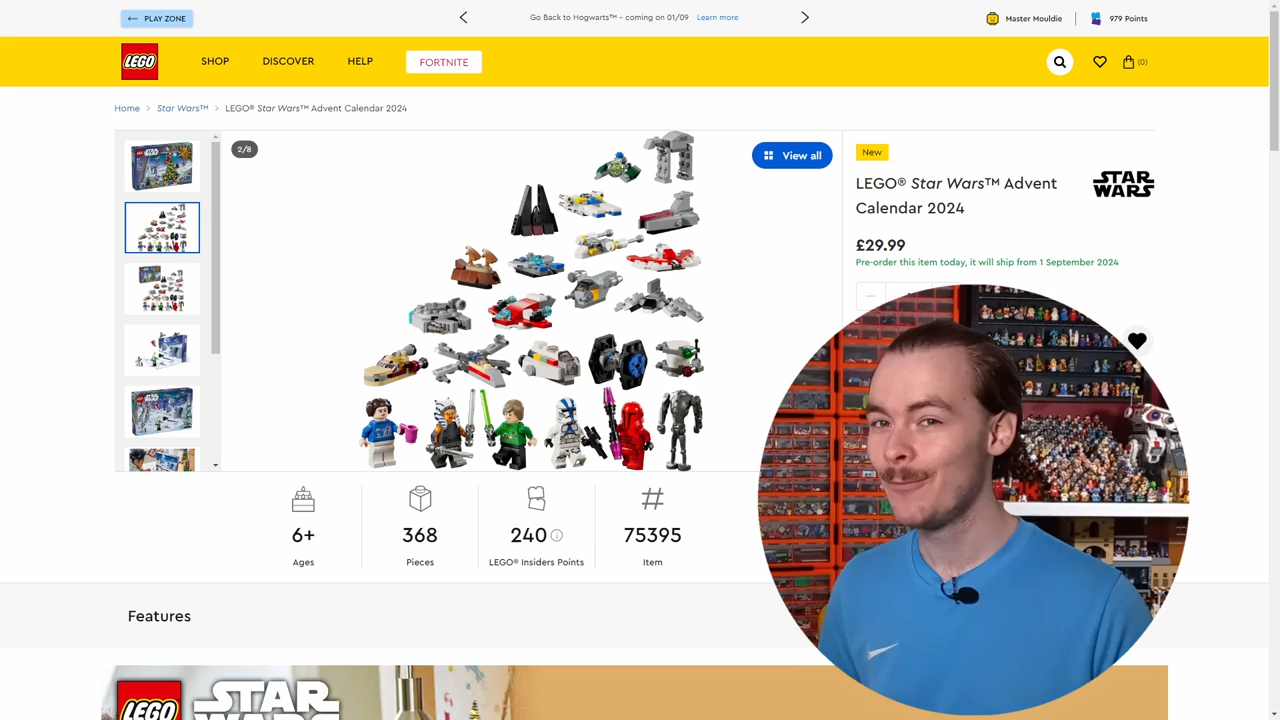 PLAY ZONE
Go Back to Hogwarts™ - coming on 01/09 Learn more
Master Mouldie
979 Points
LEGO
SHOP
DISCOVER
HELP
FORTNITE
(0)
Home > Star Wars™ > LEGO® Star Wars™ Advent Calendar 2024
2/8
View all
New
LEGO® Star Wars™ Advent
Calendar 2024
STAR
WARS
£29.99
Pre-order this item today, it will ship from 1 September 2024
6+
Ages
368
Pieces
240
LEGO® Insiders Points
#
75395
Item
Features
LEGO
STAR
WARS